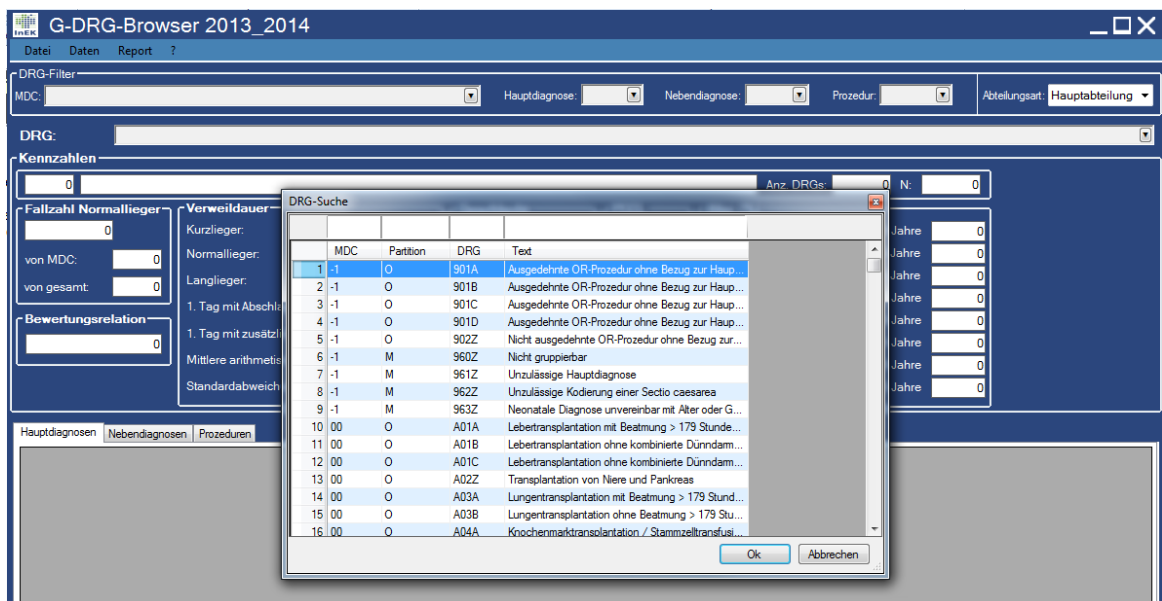 InEK G-DRG-Browser 2013_2014
Datei Daten Report ?
DRG-Filter
MDC: Hauptdiagnose: Nebendiagnose: Prozedur: Abteilungsart: Hauptabteilung
DRG:
Kennzahlen
0 Anz. DRGs: 0 N: 0
Fallzahl Normallieger
0
von MDC: 0
von gesamt: 0
Bewertungsrelation
0
Verweildauer
Kurzlieger:
Normallieger:
Langlieger:
1. Tag mit Abschla
1. Tag mit zusätzli
Mittlere arithmetis
Standardabweich
Jahre 0
Jahre 0
Jahre 0
Jahre 0
Jahre 0
Jahre 0
Jahre 0
Jahre 0
DRG-Suche
MDC Partition DRG Text
1 -1 O 901A Ausgedehnte OR-Prozedur ohne Bezug zur Haup...
2 -1 O 901B Ausgedehnte OR-Prozedur ohne Bezug zur Haup...
3 -1 O 901C Ausgedehnte OR-Prozedur ohne Bezug zur Haup...
4 -1 O 901D Ausgedehnte OR-Prozedur ohne Bezug zur Haup...
5 -1 O 902Z Nicht ausgedehnte OR-Prozedur ohne Bezug zur...
6 -1 M 960Z Nicht gruppierbar
7 -1 M 961Z Unzulässige Hauptdiagnose
8 -1 M 962Z Unzulässige Kodierung einer Sectio caesarea
9 -1 M 963Z Neonatale Diagnose unvereinbar mit Alter oder G...
10 00 O A01A Lebertransplantation mit Beatmung > 179 Stunde...
11 00 O A01B Lebertransplantation ohne kombinierte Dünndarm...
12 00 O A01C Lebertransplantation ohne kombinierte Dünndarm...
13 00 O A02Z Transplantation von Niere und Pankreas
14 00 O A03A Lungentransplantation mit Beatmung > 179 Stund...
15 00 O A03B Lungentransplantation ohne Beatmung > 179 Stu...
16 00 O A04A Knochenmarktransplantation / Stammzelltransfusi...
Ok Abbrechen
Hauptdiagnosen Nebendiagnosen Prozeduren